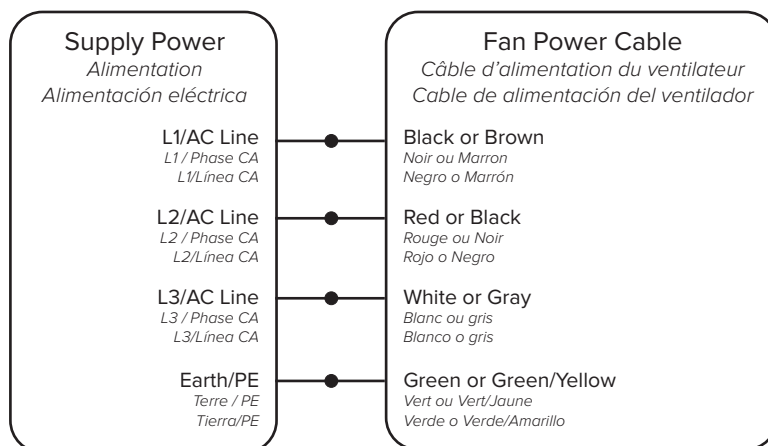 Supply Power
Alimentation
Alimentación eléctrica
L1/AC Line
L1 / Phase CA
L1/Línea CA
L2/AC Line
L2 / Phase CA
L2/Línea CA
L3/AC Line
L3 / Phase CA
L3/Línea CA
Earth/PE
Terre / PE
Tierra/PE
Fan Power Cable
Câble d’alimentation du ventilateur
Cable de alimentación del ventilador
Black or Brown
Noir ou Marron
Negro o Marrón
Red or Black
Rouge ou Noir
Rojo o Negro
White or Gray
Blanc ou gris
Blanco o gris
Green or Green/Yellow
Vert ou Vert/Jaune
Verde o Verde/Amarillo